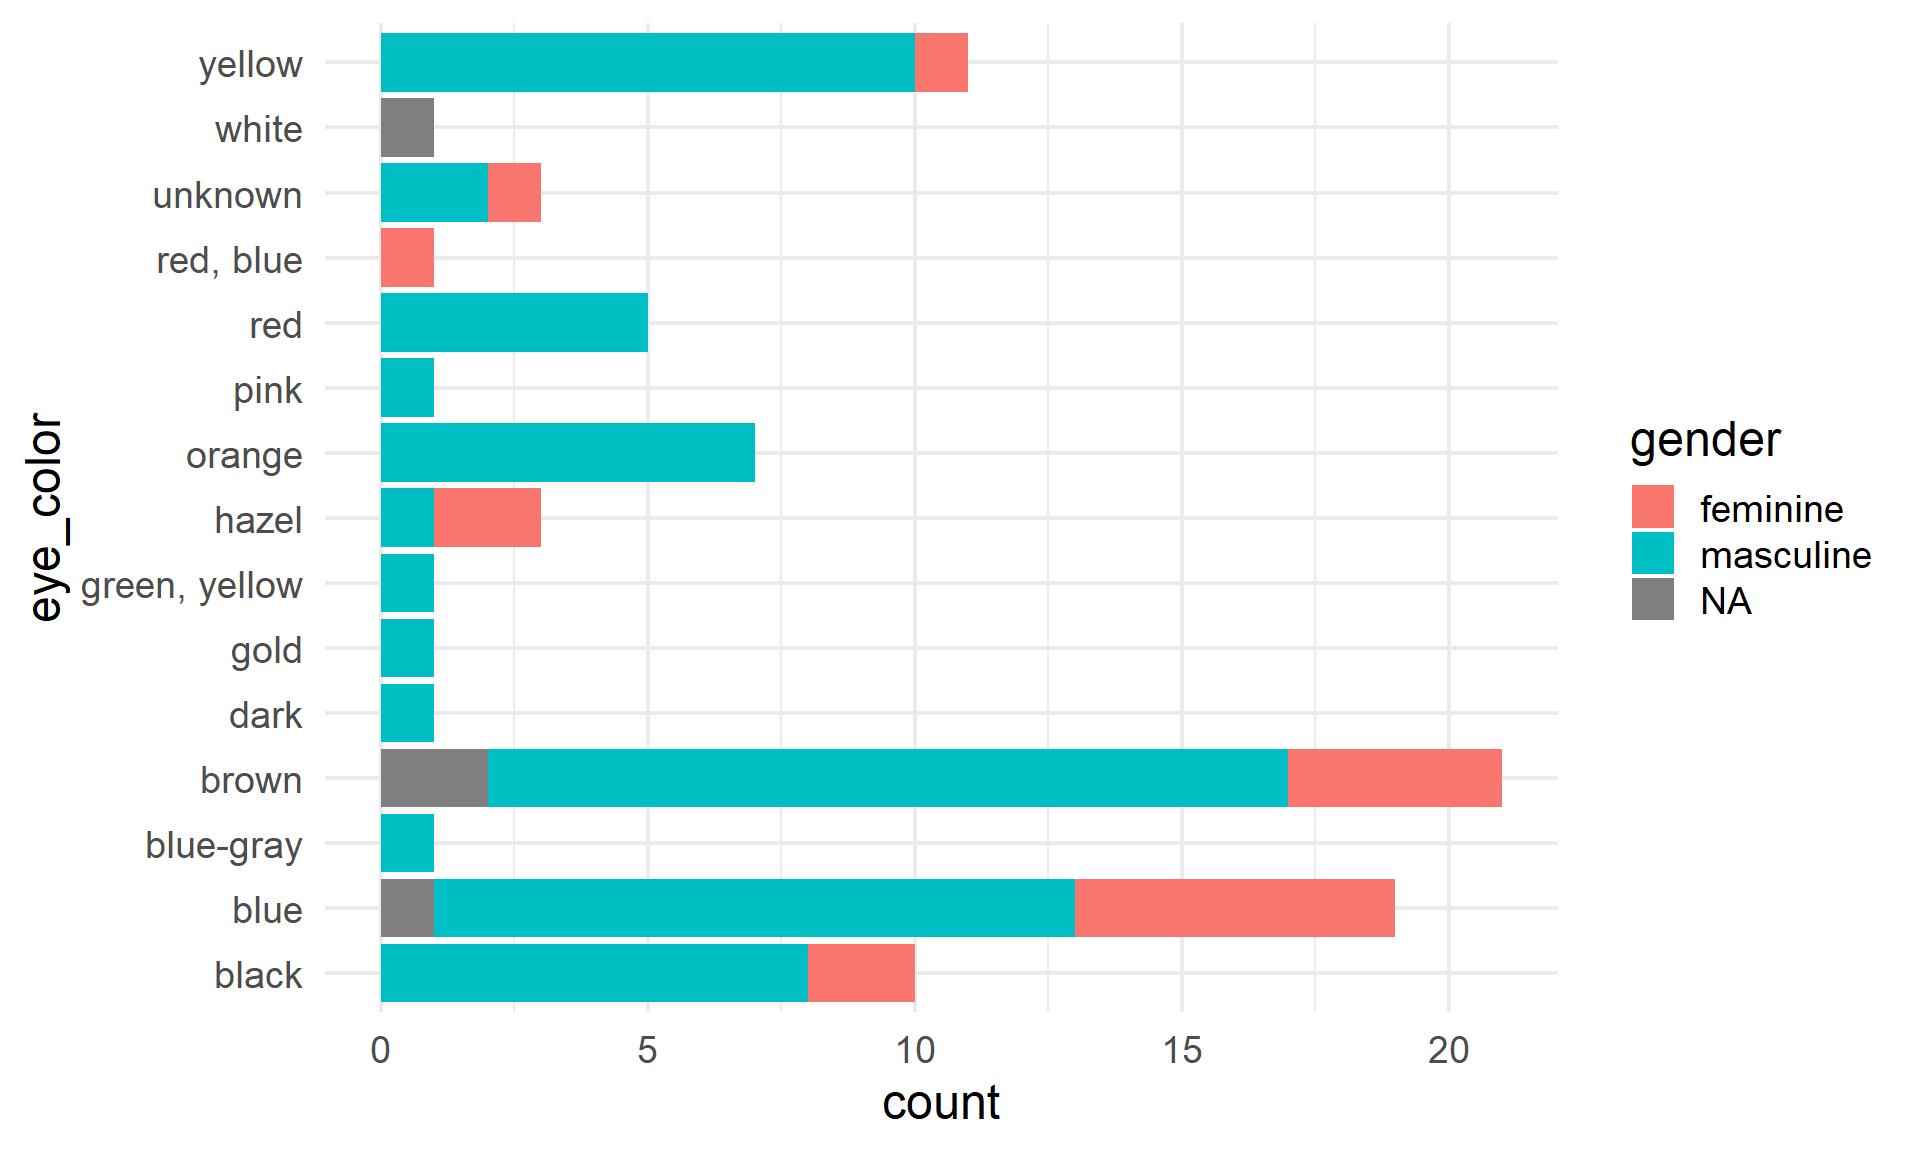 yellow
white
unknown
red, blue
red
pink
orange
hazel
green, yellow
gold
dark
brown
blue-gray
blue
black
eye_color
0 5 10 15 20
count
gender
feminine
masculine
NA